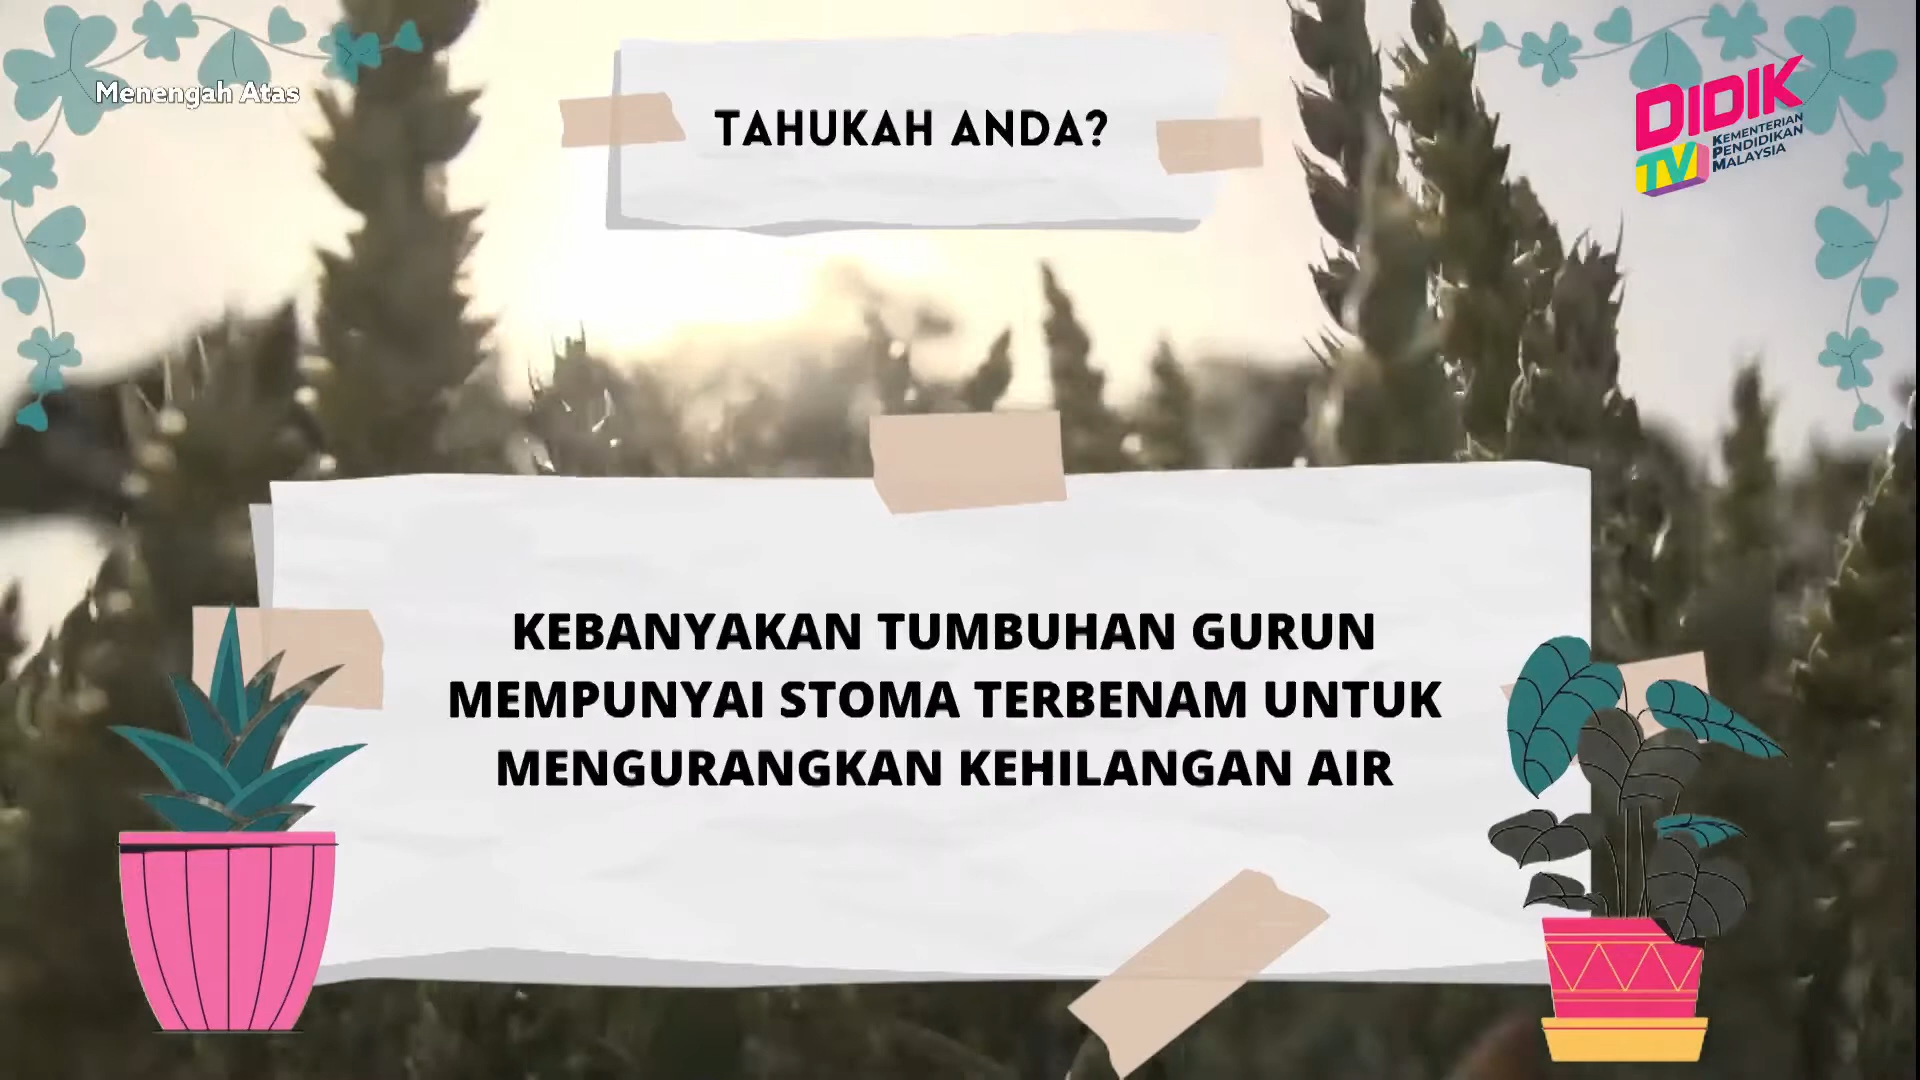 Menengah Atas
TAHUKAH ANDA?
DIDIK
TV
KEMENTERIAN
PENDIDIKAN
MALAYSIA
KEBANYAKAN TUMBUHAN GURUN
MEMPUNYAI STOMA TERBENAM UNTUK
MENGURANGKAN KEHILANGAN AIR